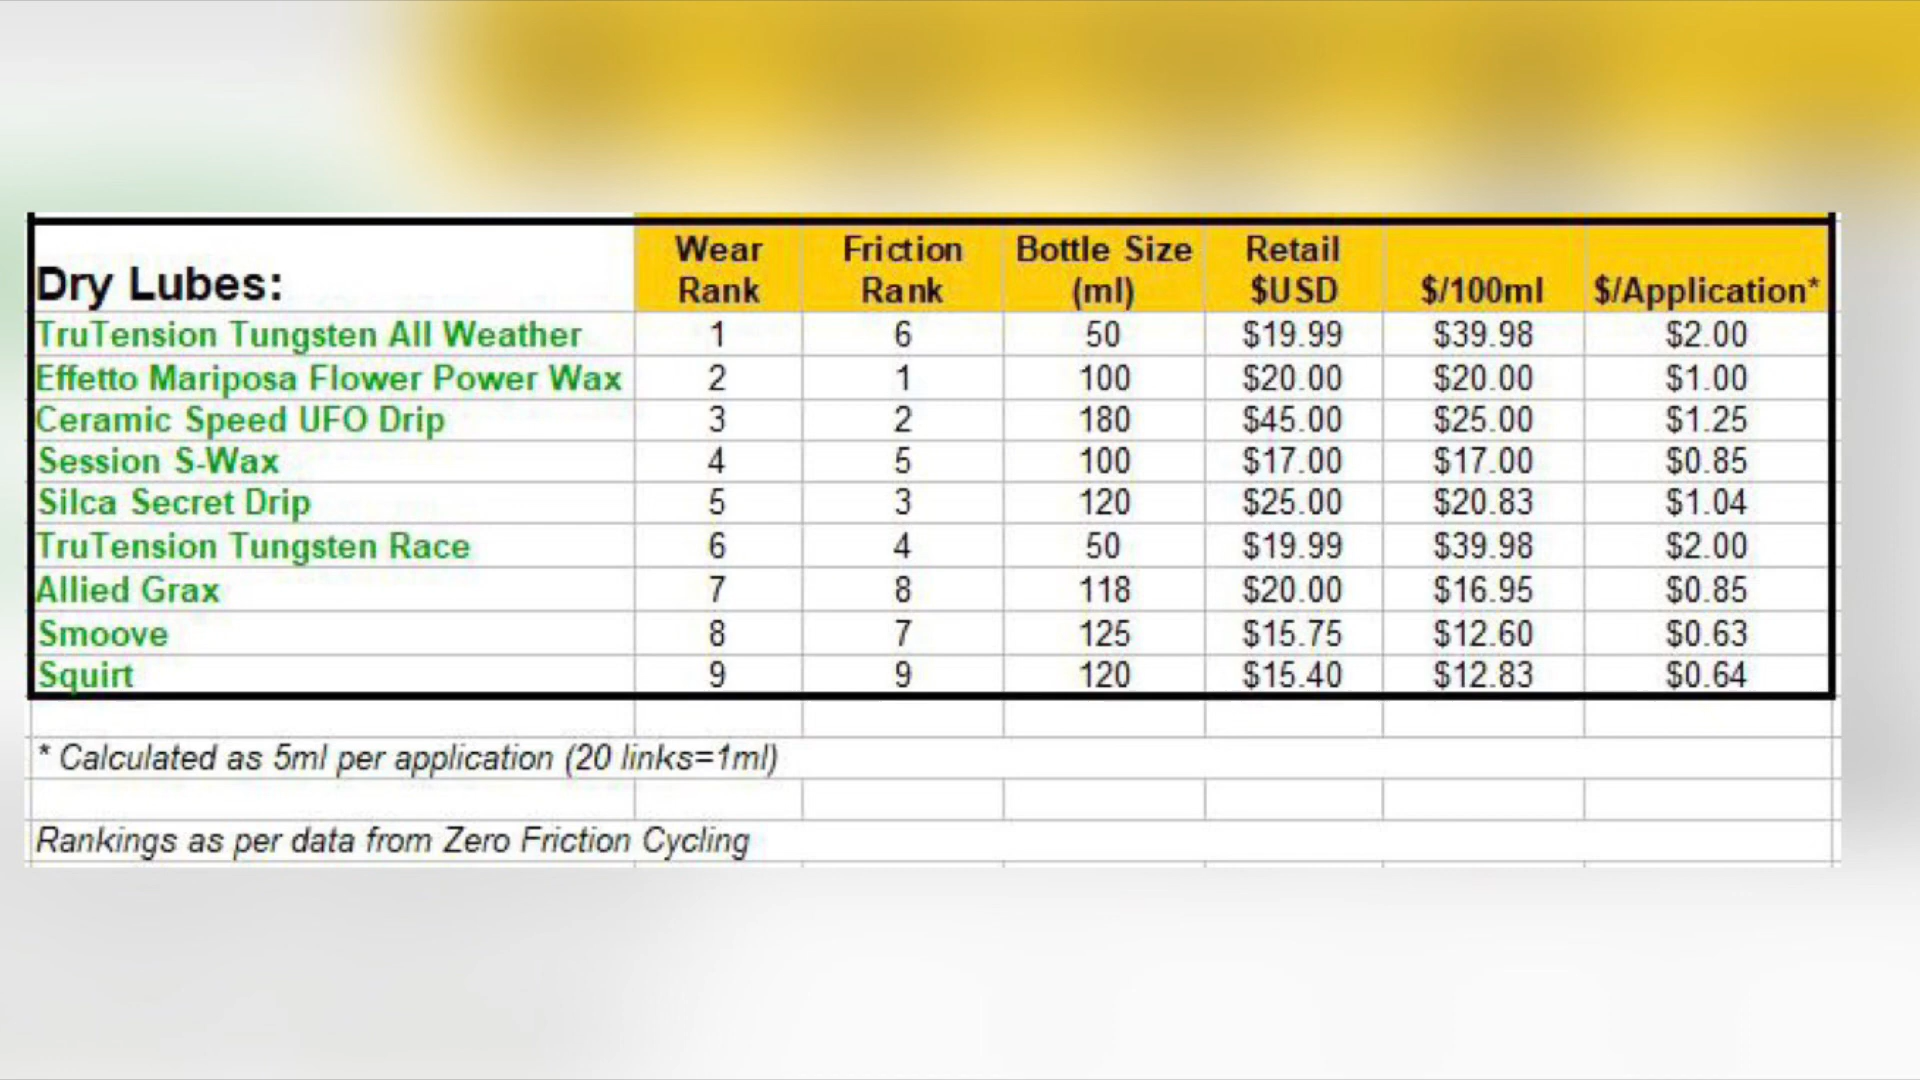 Dry Lubes: Wear Rank Friction Rank Bottle Size (ml) Retail $USD $/100ml $/Application*
TruTension Tungsten All Weather 1 6 50 $19.99 $39.98 $2.00
Effetto Mariposa Flower Power Wax 2 1 100 $20.00 $20.00 $1.00
Ceramic Speed UFO Drip 3 2 180 $45.00 $25.00 $1.25
Session S-Wax 4 5 100 $17.00 $17.00 $0.85
Silca Secret Drip 5 3 120 $25.00 $20.83 $1.04
TruTension Tungsten Race 6 4 50 $19.99 $39.98 $2.00
Allied Grax 7 8 118 $20.00 $16.95 $0.85
Smoove 8 7 125 $15.75 $12.60 $0.63
Squirt 9 9 120 $15.40 $12.83 $0.64
* Calculated as 5ml per application (20 links=1ml)
Rankings as per data from Zero Friction Cycling